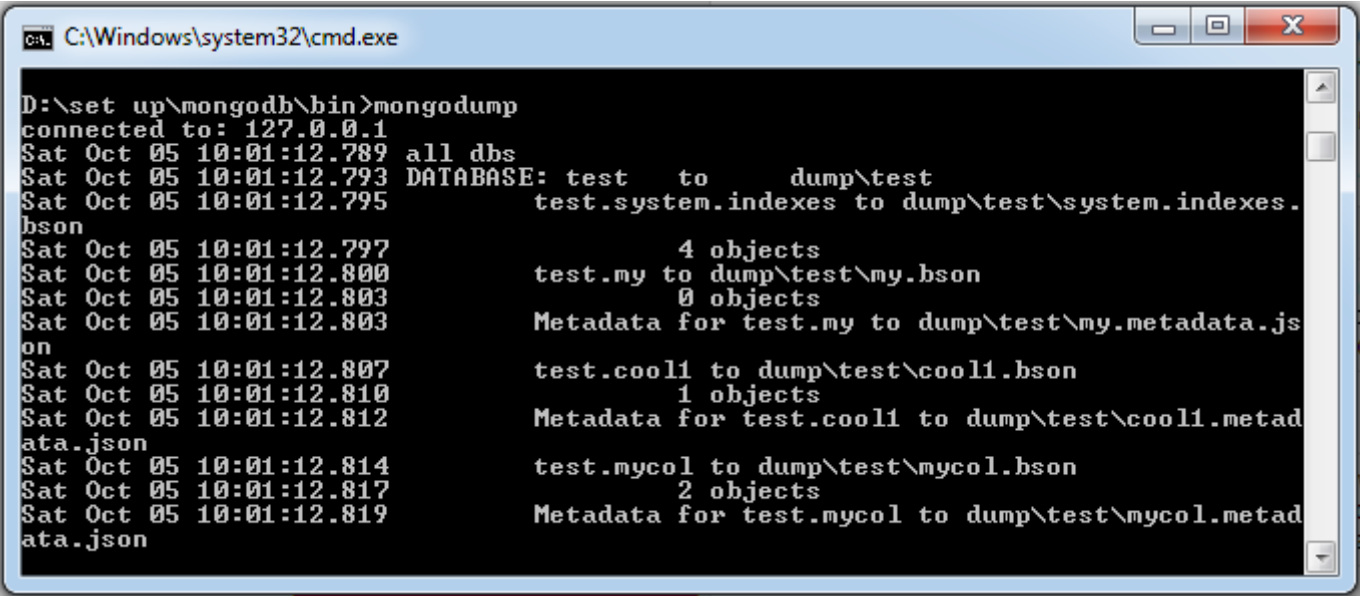 C:\Windows\system32\cmd.exe
D:\set up\mongodb\bin>mongodump
connected to: 127.0.0.1
Sat Oct 05 10:01:12.789 all dbs
Sat Oct 05 10:01:12.793 DATABASE: test   to     dump\test
Sat Oct 05 10:01:12.795         test.system.indexes to dump\test\system.indexes.
bson
Sat Oct 05 10:01:12.797                  4 objects
Sat Oct 05 10:01:12.800         test.my to dump\test\my.bson
Sat Oct 05 10:01:12.803                  0 objects
Sat Oct 05 10:01:12.803         Metadata for test.my to dump\test\my.metadata.js
on
Sat Oct 05 10:01:12.807         test.cool1 to dump\test\cool1.bson
Sat Oct 05 10:01:12.810                  1 objects
Sat Oct 05 10:01:12.812         Metadata for test.cool1 to dump\test\cool1.metad
ata.json
Sat Oct 05 10:01:12.814         test.mycol to dump\test\mycol.bson
Sat Oct 05 10:01:12.817                  2 objects
Sat Oct 05 10:01:12.819         Metadata for test.mycol to dump\test\mycol.metad
ata.json